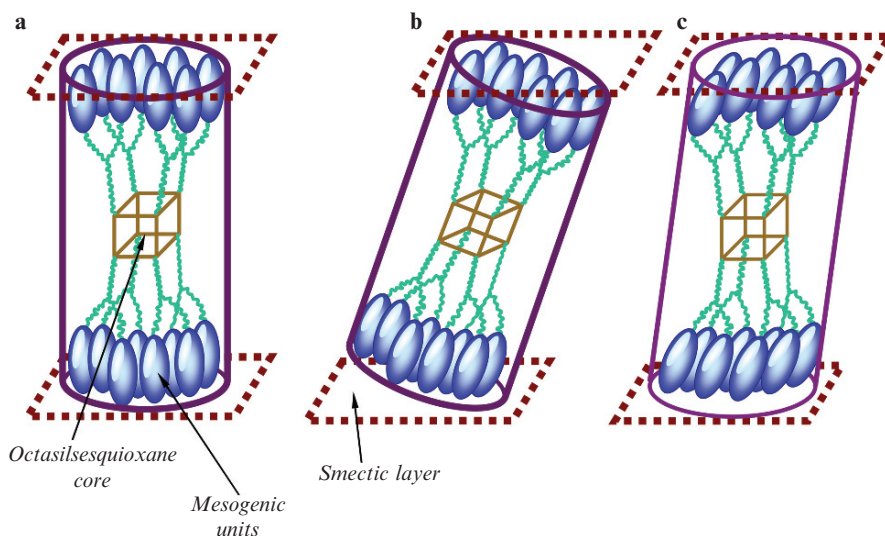 a
b
c
Octasilsesquioxane
core
Mesogenic
units
Smectic layer